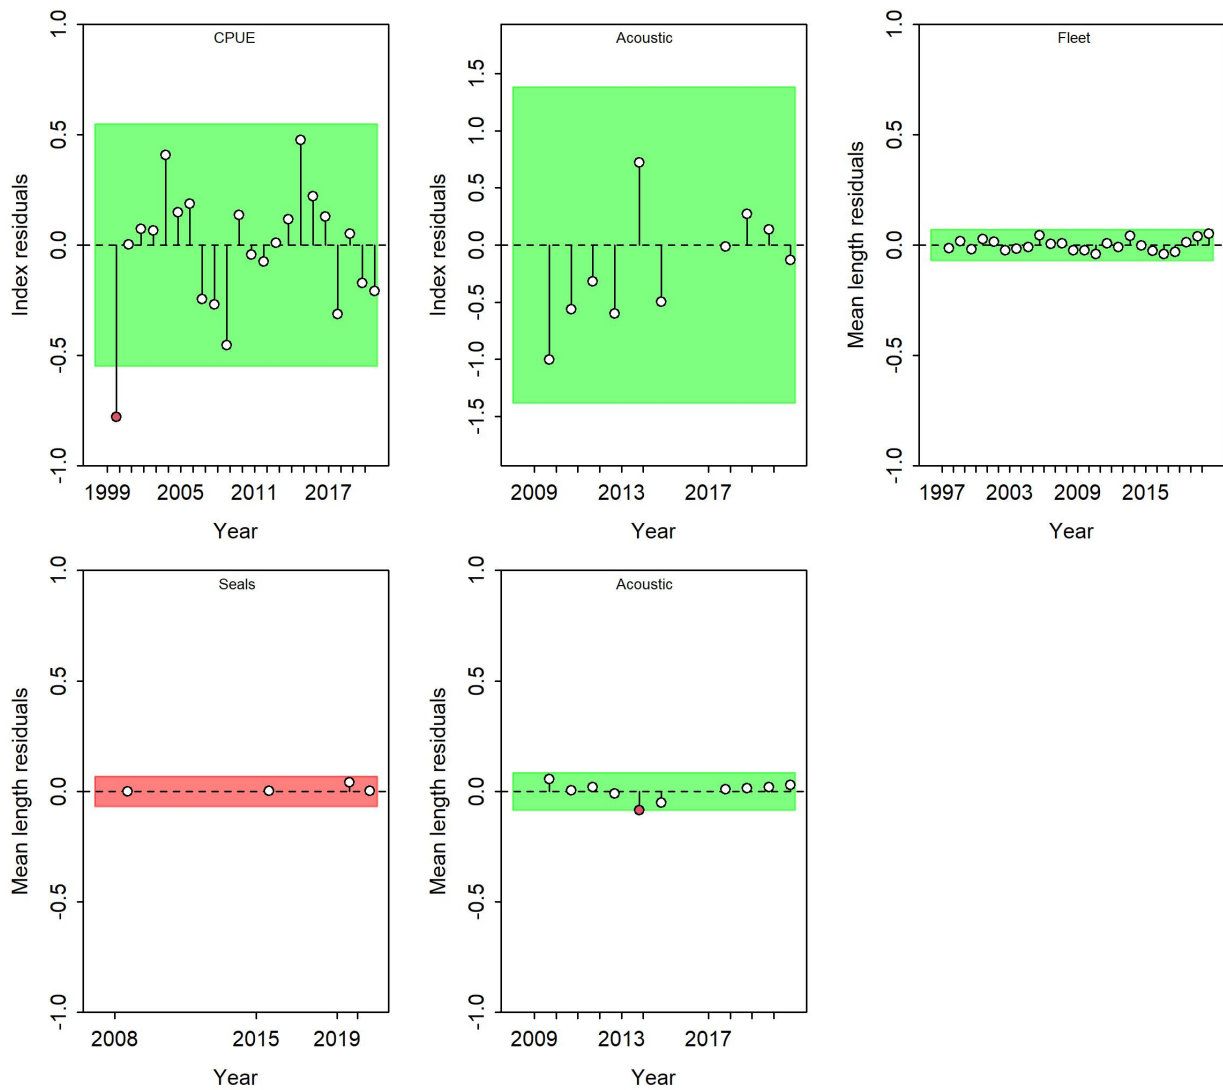 CPUE
Index residuals
1.0
0.5
0.0
-0.5
-1.0
1999 2005 2011 2017
Year
Acoustic
Index residuals
1.5
1.0
0.5
0.0
-0.5
-1.0
-1.5
2009 2013 2017
Year
Fleet
Mean length residuals
1.0
0.5
0.0
-0.5
-1.0
1997 2003 2009 2015
Year
Seals
Mean length residuals
1.0
0.5
0.0
-0.5
-1.0
2008 2015 2019
Year
Acoustic
Mean length residuals
1.0
0.5
0.0
-0.5
-1.0
2009 2013 2017
Year